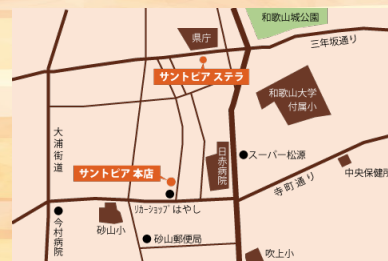 和歌山城公園
県庁
三年坂通り
サントピア ステラ
和歌山大学
付属小
大浦街道
日赤病院
スーパー松源
サントピア 本店
中央保健所
寺町通り
リカーショップはやし
今村病院
砂山小
砂山郵便局
吹上小